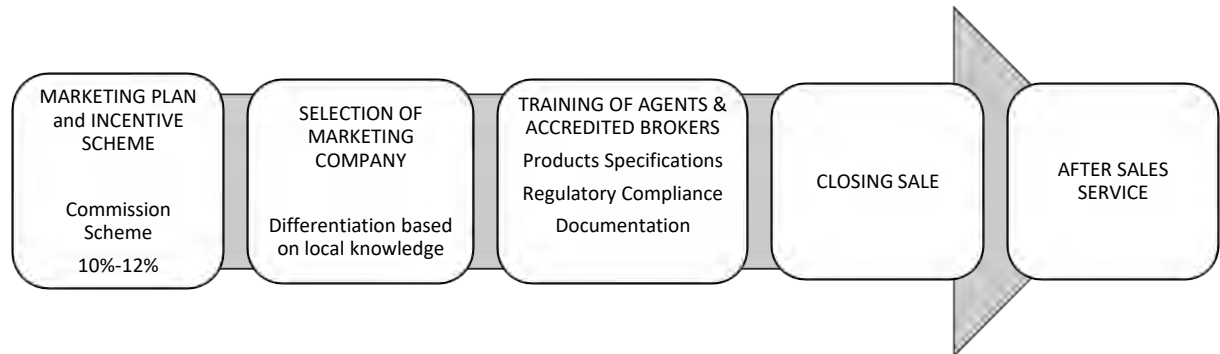 MARKETING PLAN
and INCENTIVE
SCHEME
Commission
Scheme
10%-12%
SELECTION OF
MARKETING
COMPANY
Differentiation based
on local knowledge
TRAINING OF AGENTS &
ACCREDITED BROKERS
Products Specifications
Regulatory Compliance
Documentation
CLOSING SALE
AFTER SALES
SERVICE